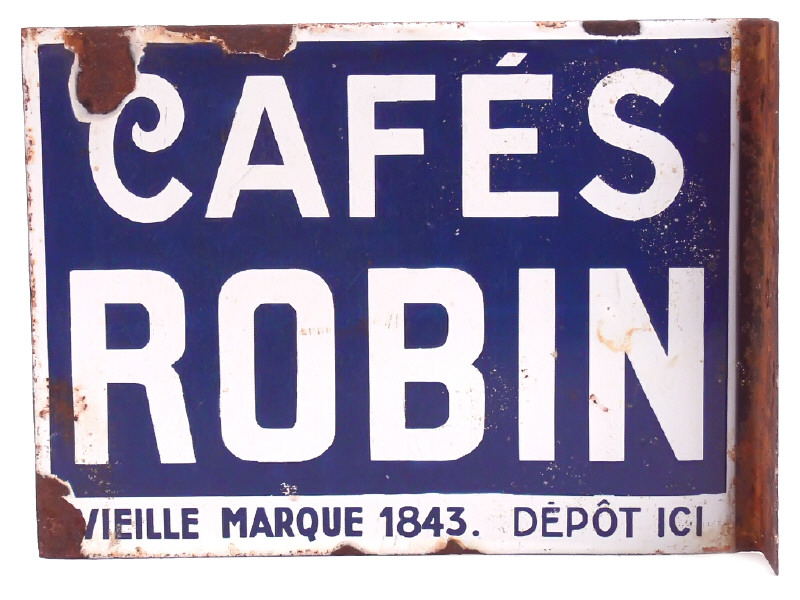 CAFÉS
ROBIN
VIEILLE MARQUE 1843. DÉPÔT ICI